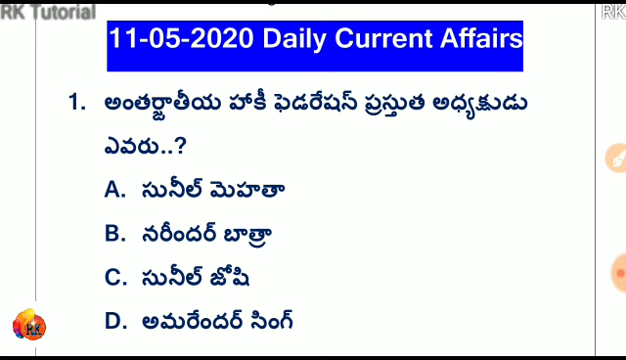 RK Tutorial
RK
11-05-2020 Daily Current Affairs
1. అంతర్జాతీయ హాకీ ఫెడరేషన్ ప్రస్తుత అధ్యక్షుడు
ఎవరు..?
A. సునీల్ మెహతా
B. నరీందర్ బాత్రా
C. సునీల్ జోషి
D. అమరేందర్ సింగ్
RK